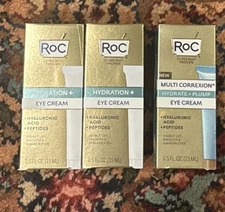 RoC
HYDRATION +
EYE CREAM
+ HYALURONIC
ACID
+ PEPTIDES
0.5 FL OZ (15 ML)
RoC
HYDRATION +
EYE CREAM
+ HYALURONIC
ACID
+ PEPTIDES
0.5 FL OZ (15 ML)
RoC
NEW
MULTI CORREXION®
HYDRATE + PLUMP
EYE CREAM
+ HYALURONIC
ACID
+ PEPTIDES
0.5 FL OZ (15 ML)